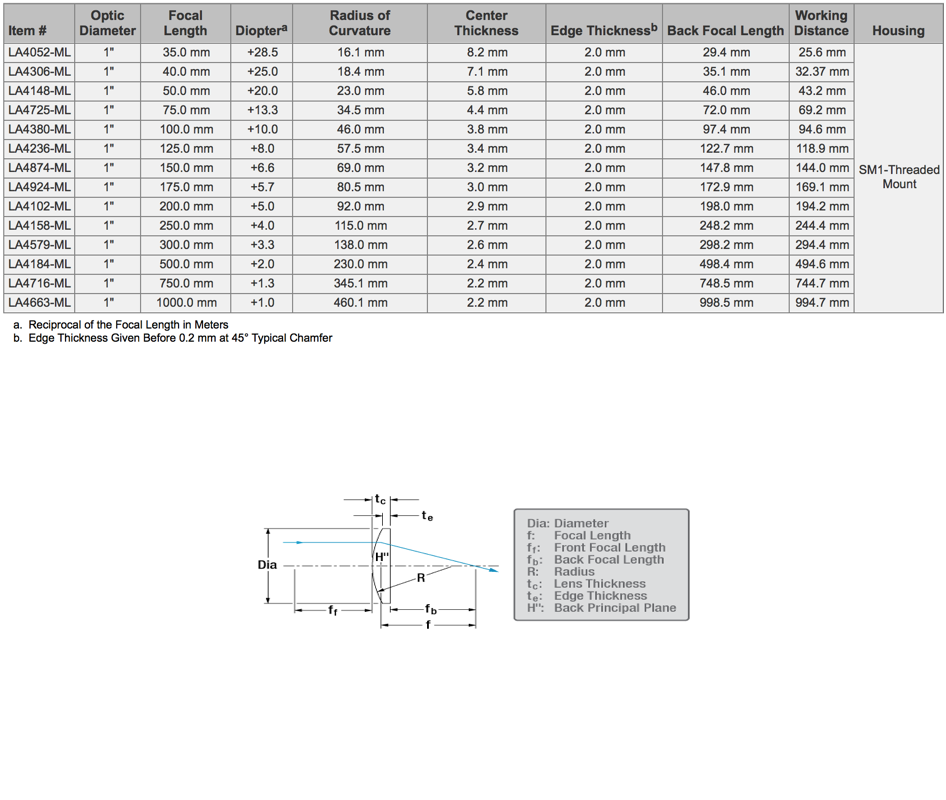 Item # Optic Diameter Focal Length Dioptera Radius of Curvature Center Thickness Edge Thicknessb Back Focal Length Working Distance Housing
LA4052-ML 1" 35.0 mm +28.5 16.1 mm 8.2 mm 2.0 mm 29.4 mm 25.6 mm
LA4306-ML 1" 40.0 mm +25.0 18.4 mm 7.1 mm 2.0 mm 35.1 mm 32.37 mm
LA4148-ML 1" 50.0 mm +20.0 23.0 mm 5.8 mm 2.0 mm 46.0 mm 43.2 mm
LA4725-ML 1" 75.0 mm +13.3 34.5 mm 4.4 mm 2.0 mm 72.0 mm 69.2 mm
LA4380-ML 1" 100.0 mm +10.0 46.0 mm 3.8 mm 2.0 mm 97.4 mm 94.6 mm
LA4236-ML 1" 125.0 mm +8.0 57.5 mm 3.4 mm 2.0 mm 122.7 mm 118.9 mm
LA4874-ML 1" 150.0 mm +6.6 69.0 mm 3.2 mm 2.0 mm 147.8 mm 144.0 mm SM1-Threaded Mount
LA4924-ML 1" 175.0 mm +5.7 80.5 mm 3.0 mm 2.0 mm 172.9 mm 169.1 mm
LA4102-ML 1" 200.0 mm +5.0 92.0 mm 2.9 mm 2.0 mm 198.0 mm 194.2 mm
LA4158-ML 1" 250.0 mm +4.0 115.0 mm 2.7 mm 2.0 mm 248.2 mm 244.4 mm
LA4579-ML 1" 300.0 mm +3.3 138.0 mm 2.6 mm 2.0 mm 298.2 mm 294.4 mm
LA4184-ML 1" 500.0 mm +2.0 230.0 mm 2.4 mm 2.0 mm 498.4 mm 494.6 mm
LA4716-ML 1" 750.0 mm +1.3 345.1 mm 2.2 mm 2.0 mm 748.5 mm 744.7 mm
LA4663-ML 1" 1000.0 mm +1.0 460.1 mm 2.2 mm 2.0 mm 998.5 mm 994.7 mm
a. Reciprocal of the Focal Length in Meters
b. Edge Thickness Given Before 0.2 mm at 45° Typical Chamfer
tc
te
Dia
H"
R
ff
fb
f
Dia: Diameter
f: Focal Length
ff: Front Focal Length
fb: Back Focal Length
R: Radius
tc: Lens Thickness
te: Edge Thickness
H": Back Principal Plane